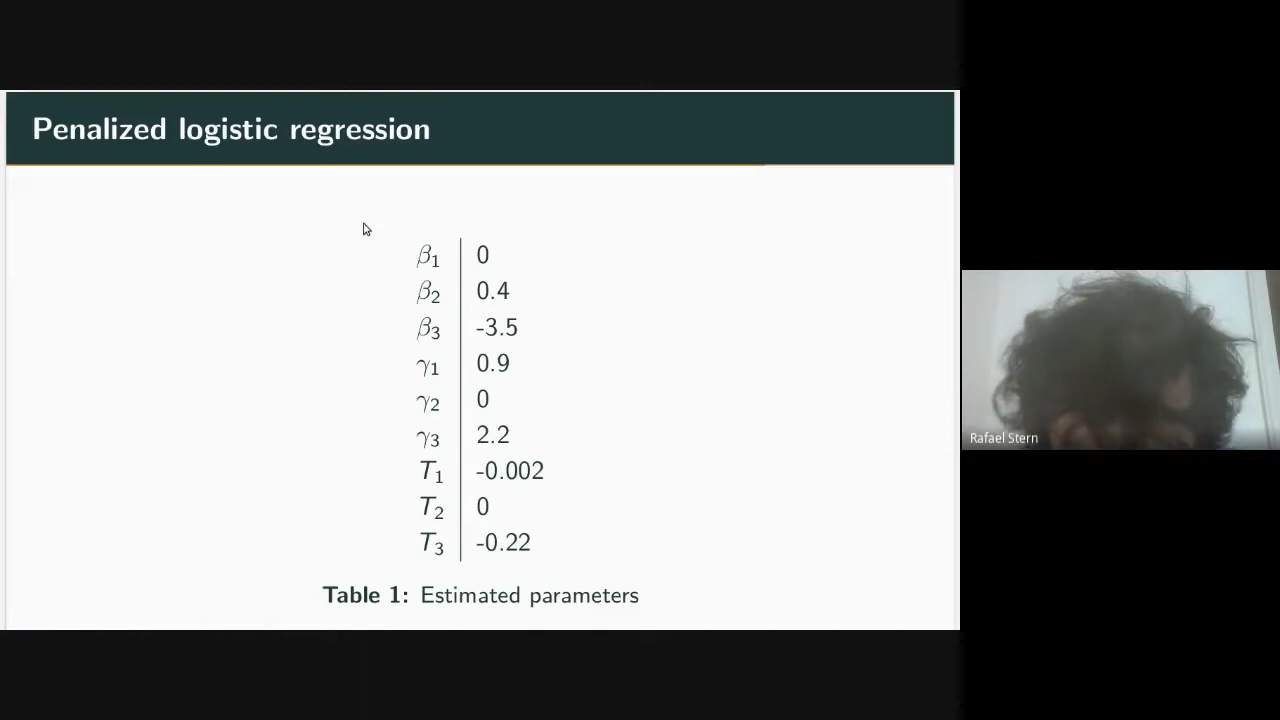 Penalized logistic regression
β1 0
β2 0.4
β3 -3.5
γ1 0.9
γ2 0
γ3 2.2
T1 -0.002
T2 0
T3 -0.22
Table 1: Estimated parameters
Rafael Stern